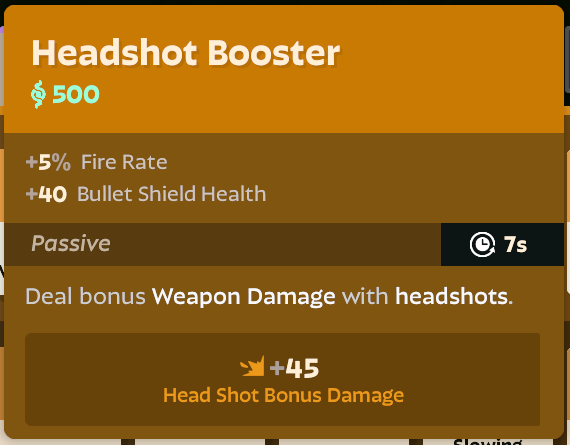 Headshot Booster
500
+5% Fire Rate
+40 Bullet Shield Health
Passive 7s
Deal bonus Weapon Damage with headshots.
+45
Head Shot Bonus Damage
Slowing